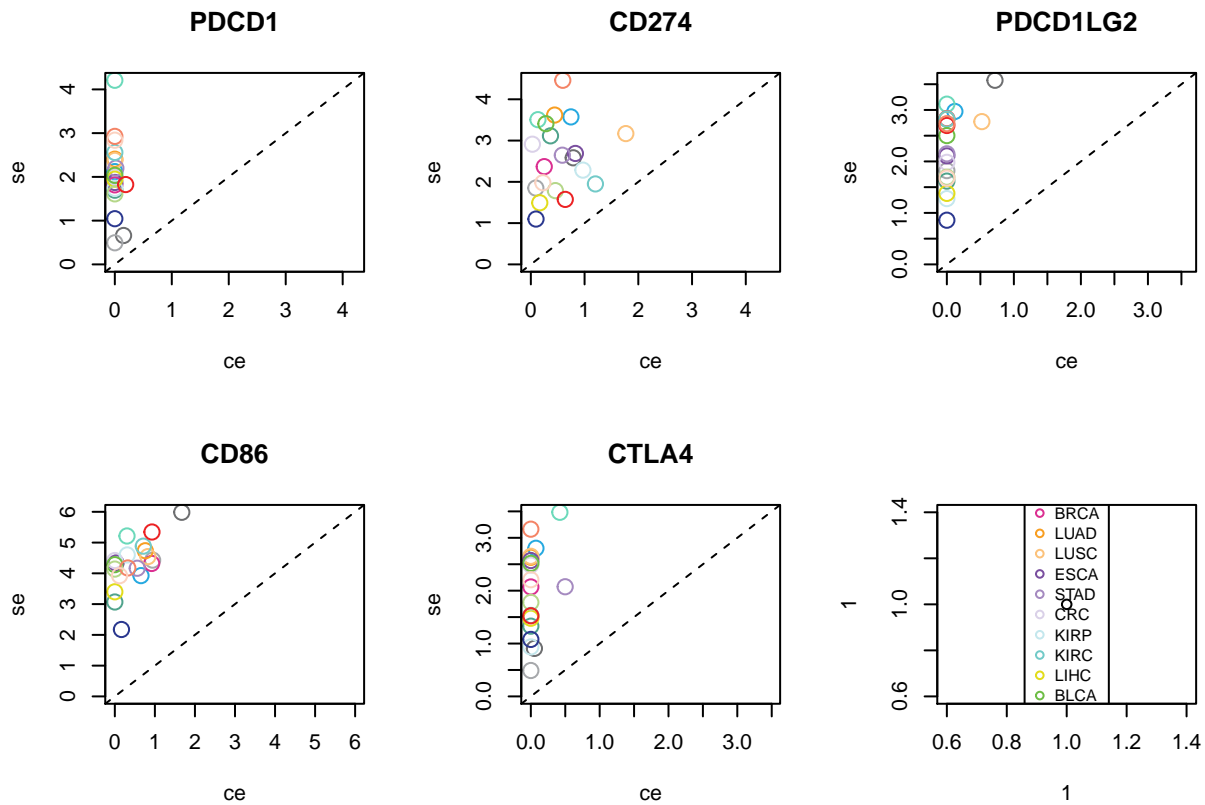 PDCD1
CD274
PDCD1LG2
se
0 1 2 3 4
0 1 2 3 4
ce
se
0 1 2 3 4
0 1 2 3 4
ce
se
0.0 1.0 2.0 3.0
0.0 1.0 2.0 3.0
ce
CD86
CTLA4
se
0 1 2 3 4 5 6
0 1 2 3 4 5 6
ce
se
0.0 1.0 2.0 3.0
0.0 1.0 2.0 3.0
ce
1
0.6 1.0 1.4
BRCA
LUAD
LUSC
ESCA
STAD
CRC
KIRP
KIRC
LIHC
BLCA
0.6 0.8 1.0 1.2 1.4
1